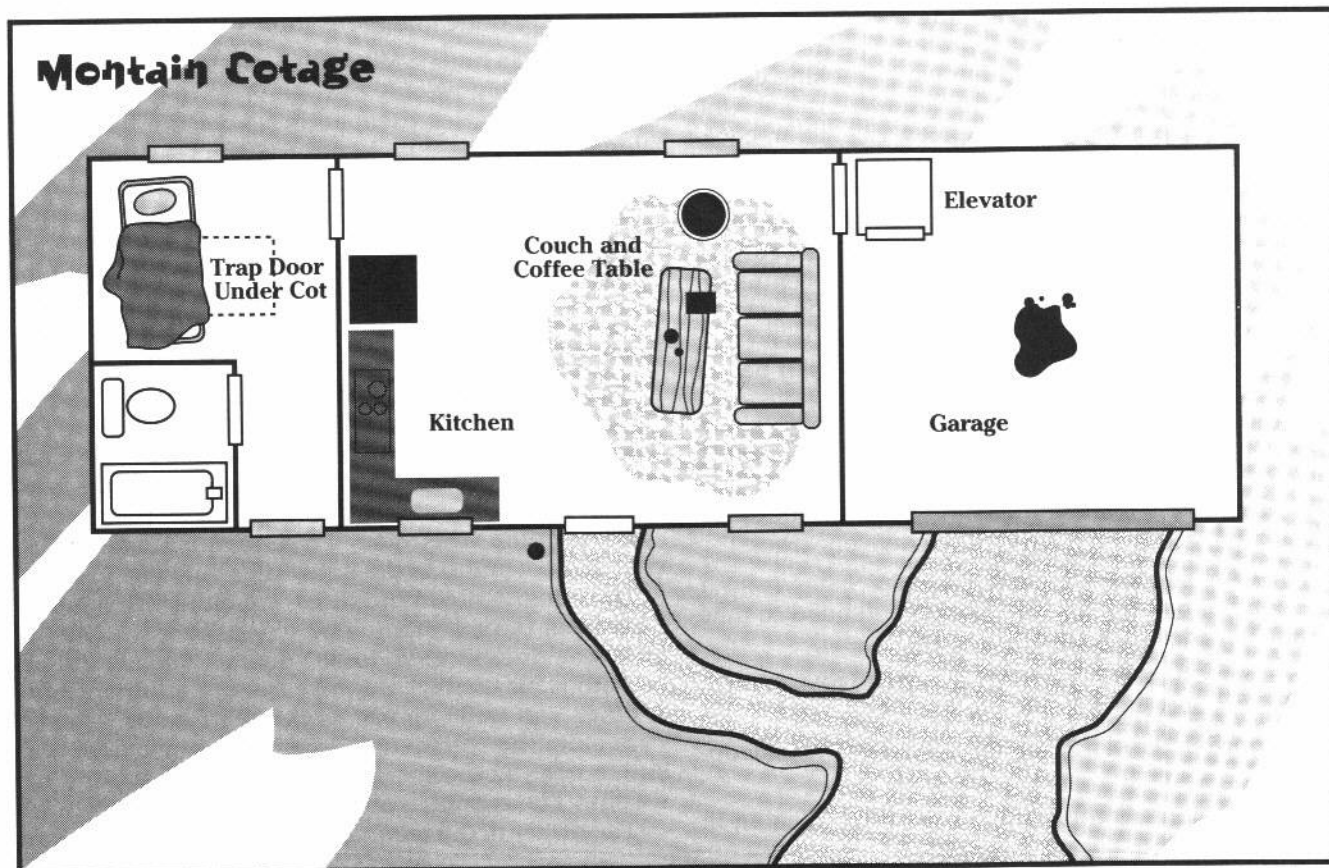 Montain Cotage
Elevator
Couch and
Coffee Table
Trap Door
Under Cot
Kitchen
Garage